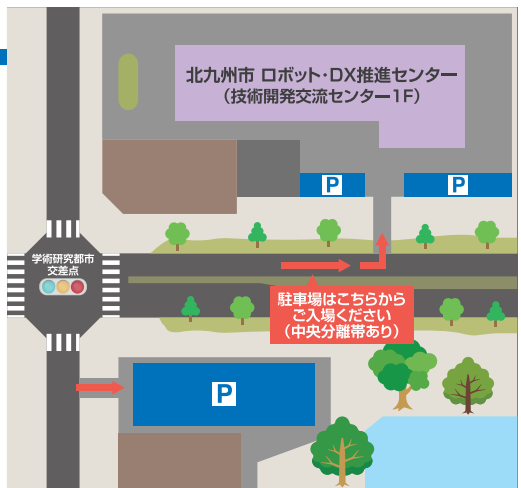 北九州市 ロボット・DX推進センター
（技術開発交流センター1F）
P
P
学術研究都市
交差点
駐車場はこちらから
ご入場ください
（中央分離帯あり）
P